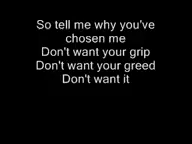 So tell me why you've
chosen me
Don't want your grip
Don't want your greed
Don't want it